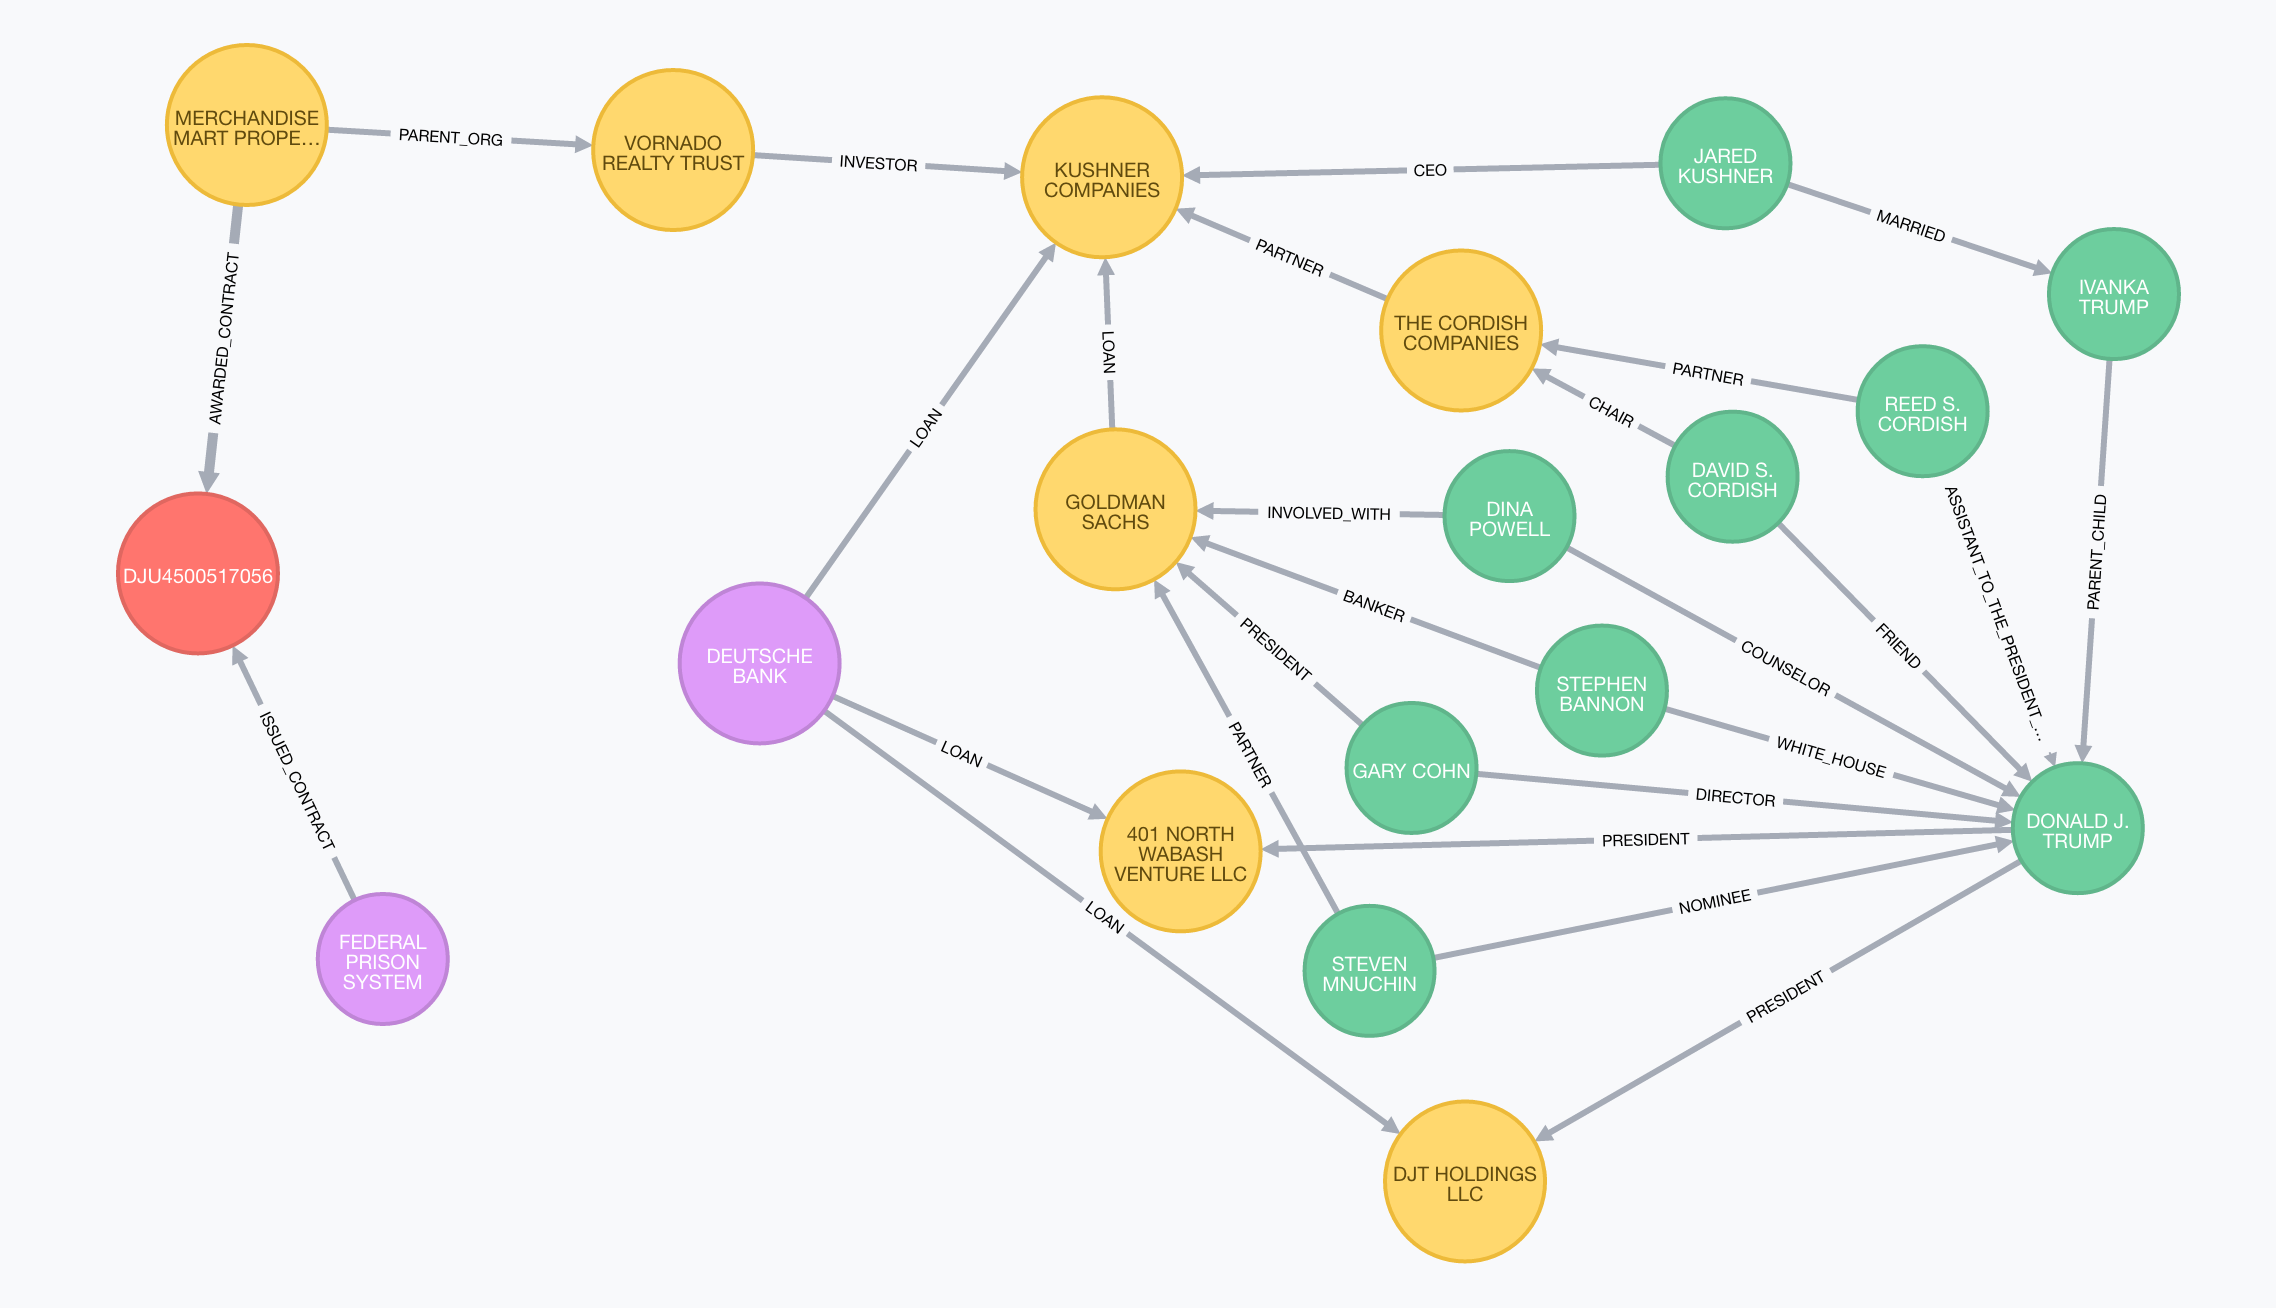 MERCHANDISE
MART PROPE...
PARENT_ORG
VORNADO
REALTY TRUST
INVESTOR
KUSHNER
COMPANIES
CEO
JARED
KUSHNER
MARRIED
IVANKA
TRUMP
PARTNER
THE CORDISH
COMPANIES
PARTNER
REED S.
CORDISH
CHAIR
DAVID S.
CORDISH
AWARDED_CONTRACT
LOAN
LOAN
GOLDMAN
SACHS
INVOLVED_WITH
DINA
POWELL
ASSISTANT_TO_THE_PRESIDENT_...
PARENT_CHILD
DJU4500517056
BANKER
PRESIDENT
COUNSELOR
FRIEND
DEUTSCHE
BANK
STEPHEN
BANNON
WHITE_HOUSE
ISSUED_CONTRACT
LOAN
PARTNER
GARY COHN
DIRECTOR
DONALD J.
TRUMP
401 NORTH
WABASH
VENTURE LLC
PRESIDENT
LOAN
NOMINEE
FEDERAL
PRISON
SYSTEM
STEVEN
MNUCHIN
PRESIDENT
DJT HOLDINGS
LLC